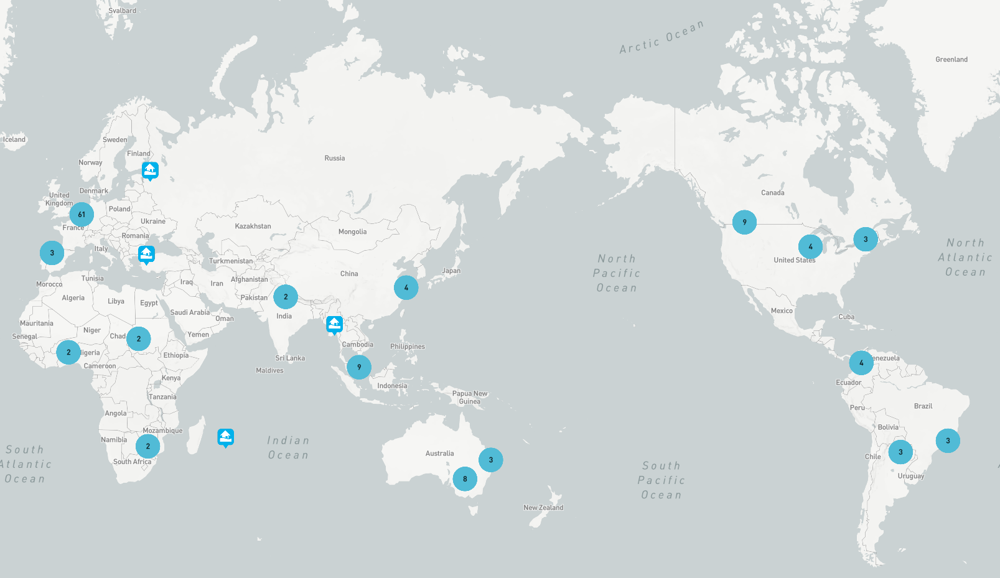 Svalbard
Arctic Ocean
Greenland
Iceland
Sweden
Finland
Norway
Russia
Denmark
United
Kingdom
Canada
Poland
61
Ukraine
France
9
Kazakhstan
Mongolia
Romania
3
4
3
Italy
North
Atlantic
Ocean
Turkmenistan
United States
North
Pacific
Ocean
Japan
China
Tunisia
Morocco
Iraq
Iran
Afghanistan
4
Algeria
Libya
Egypt
Pakistan
2
Saudi Arabia
Oman
India
Mexico
Cuba
Mauritania
Niger
Senegal
Chad
2
Yemen
Cambodia
Philippines
2
Nigeria
Ethiopia
Cameroon
Sri Lanka
Maldives
9
4
Venezuela
Kenya
Indonesia
Ecuador
Tanzania
Papua New
Guinea
Peru
Brazil
Angola
Bolivia
Mozambique
Namibia
2
South Africa
Indian
Ocean
Australia
3
8
3
3
Chile
Uruguay
South
Atlantic
Ocean
South
Pacific
Ocean
New Zealand